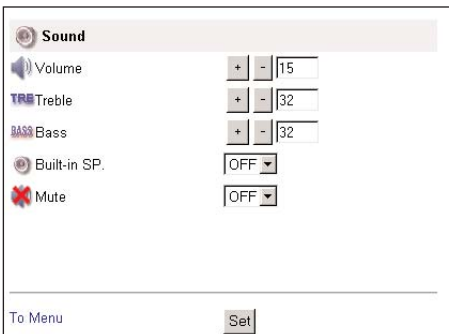 Sound
Volume + - 15
TRE Treble + - 32
BASS Bass + - 32
Built-in SP. OFF
Mute OFF
To Menu Set